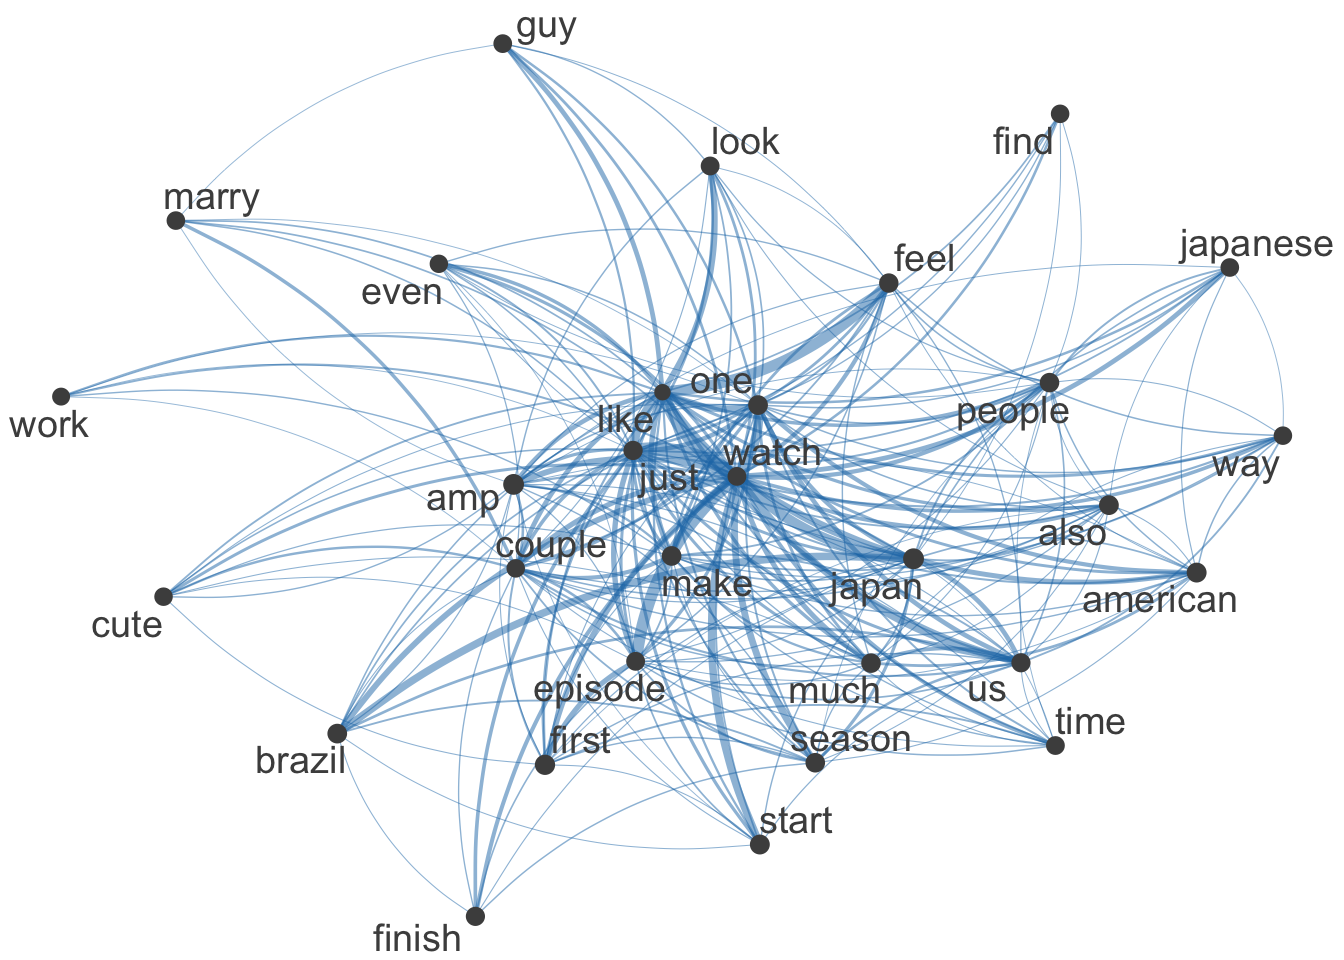 guy
look
find
marry
japanese
feel
even
one
people
like
work
watch
way
just
amp
also
couple
make
japan
american
cute
episode
much
us
time
first
season
brazil
start
finish